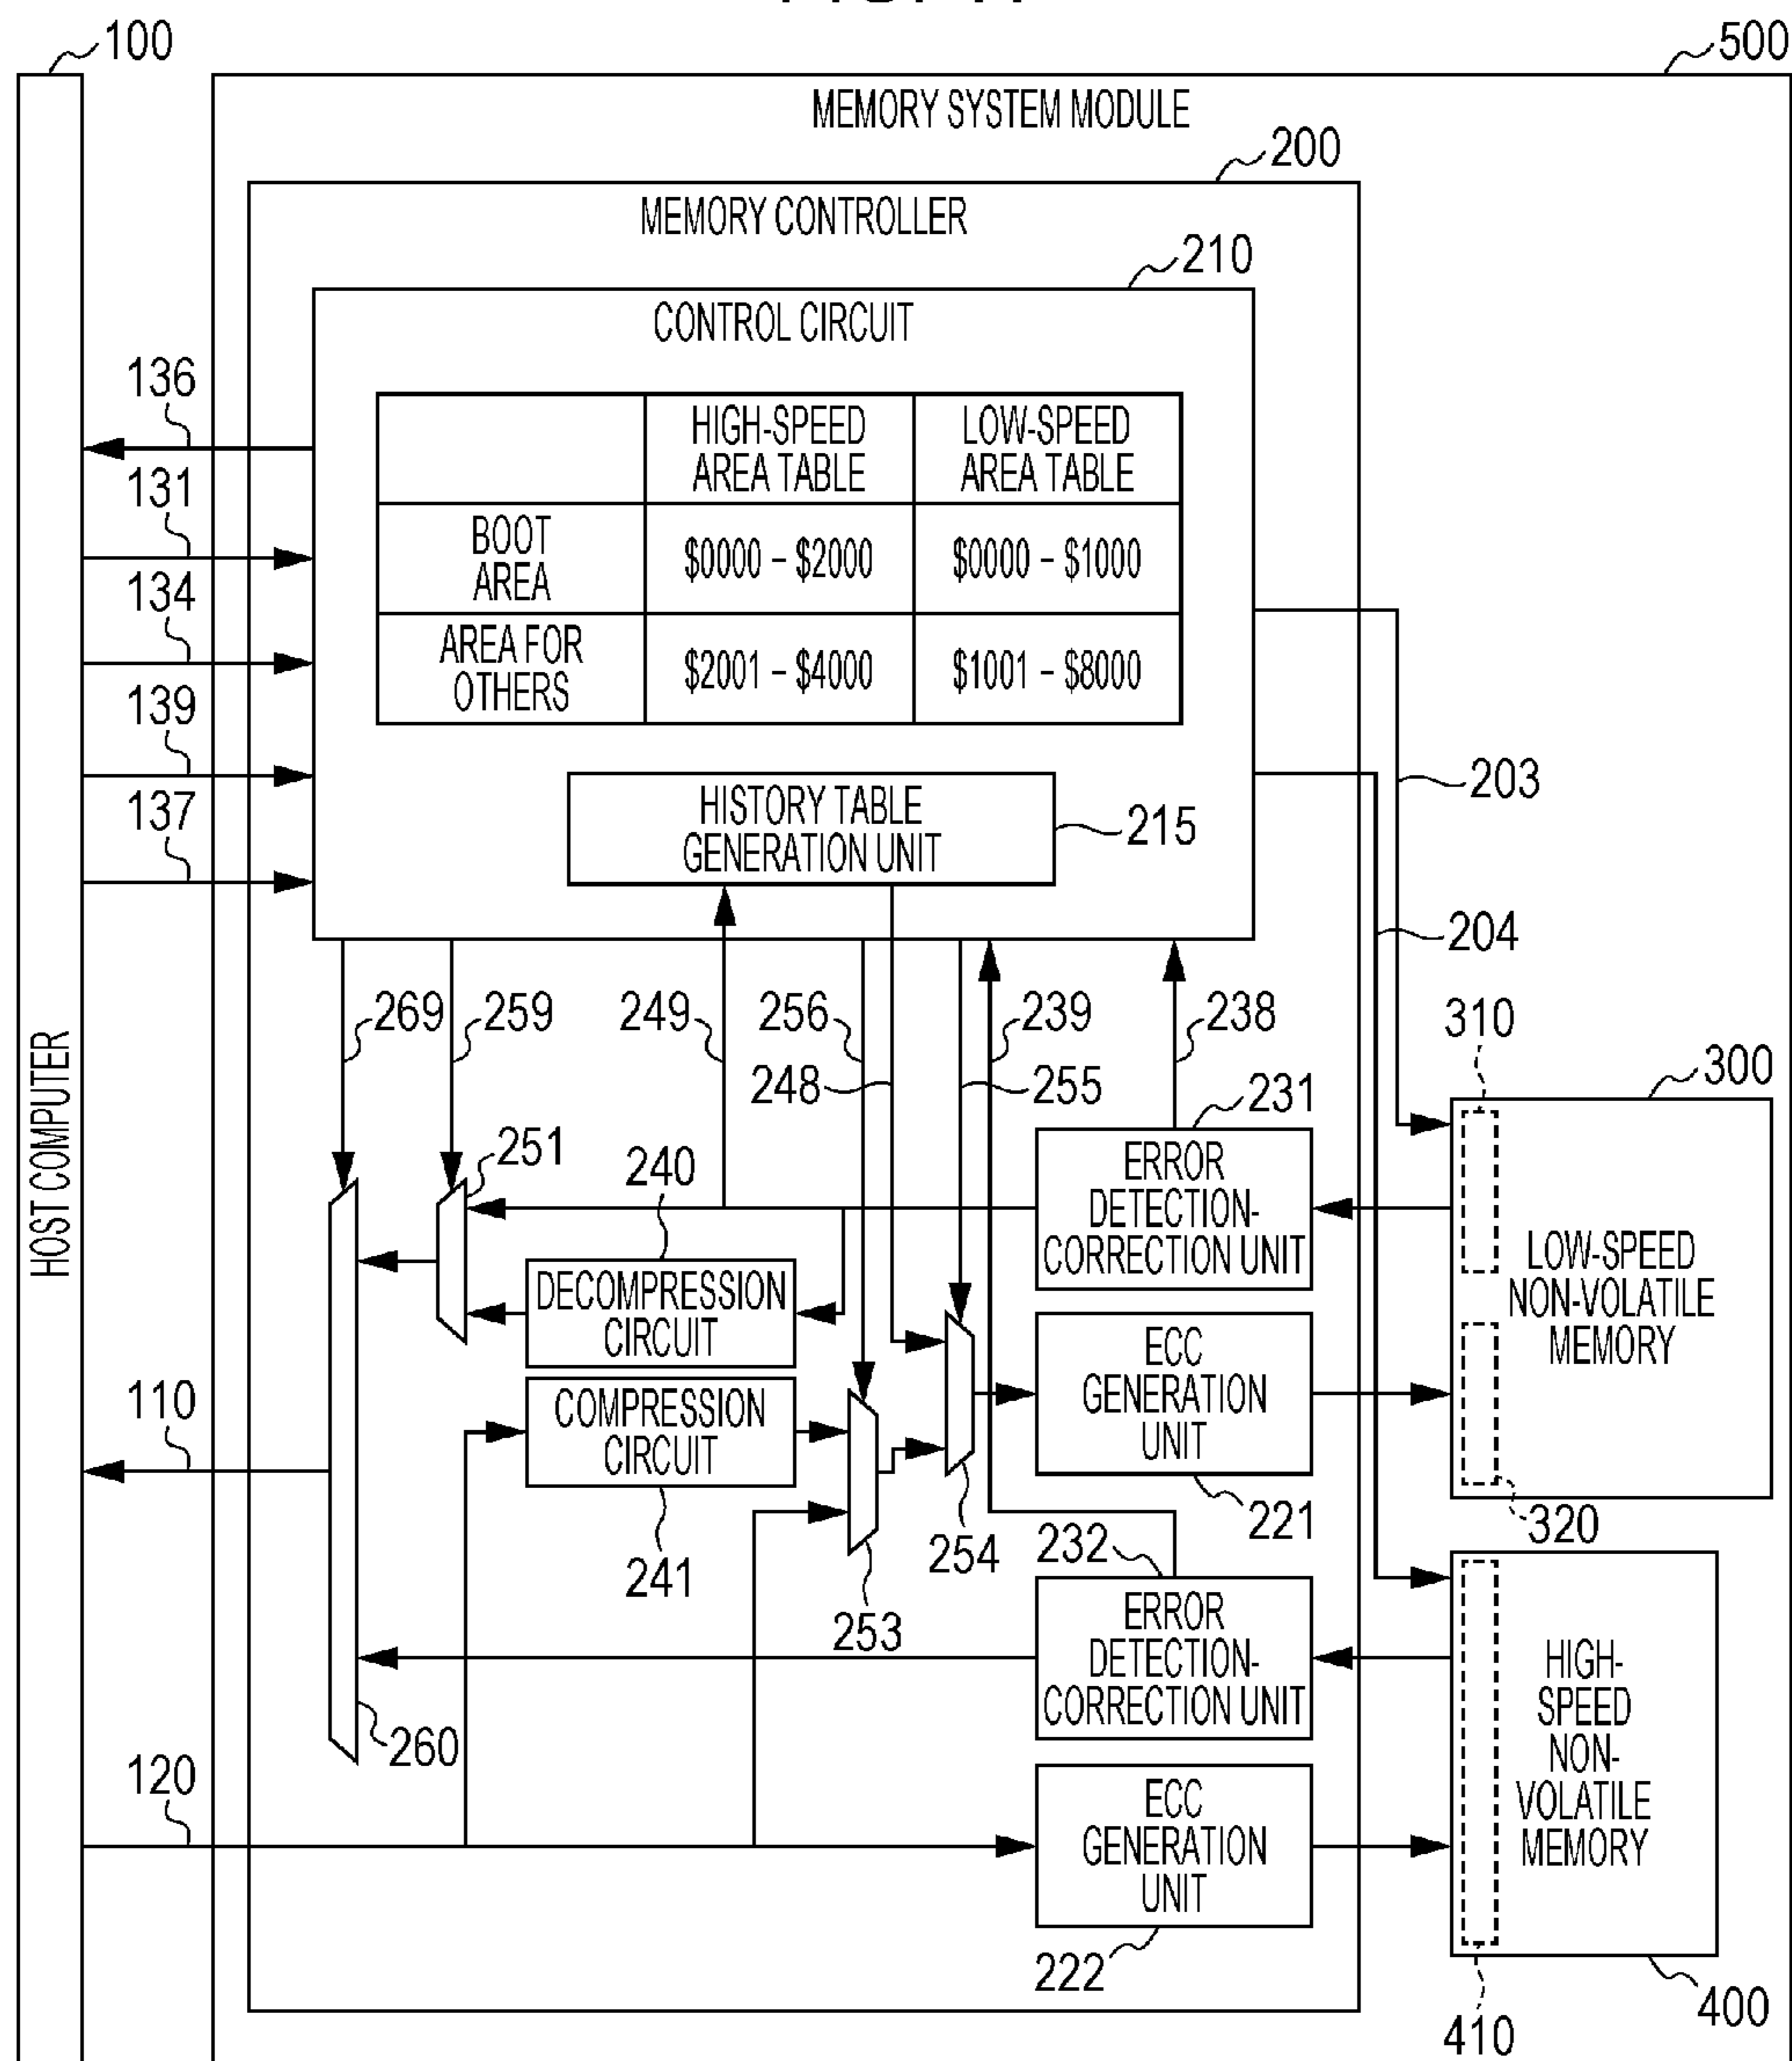 100
500
MEMORY SYSTEM MODULE
200
MEMORY CONTROLLER
210
CONTROL CIRCUIT
136
131
134
139
137
HIGH-SPEED
AREA TABLE
LOW-SPEED
AREA TABLE
BOOT
AREA
$0000 – $2000
$0000 – $1000
AREA FOR
OTHERS
$2001 – $4000
$1001 – $8000
HISTORY TABLE
GENERATION UNIT
215
203
204
HOST COMPUTER
269
259
249
256
248
239
255
238
310
300
231
251
240
ERROR
DETECTION-
CORRECTION UNIT
LOW-SPEED
NON-VOLATILE
MEMORY
DECOMPRESSION
CIRCUIT
110
COMPRESSION
CIRCUIT
ECC
GENERATION
UNIT
241
253
254
221
320
232
ERROR
DETECTION-
CORRECTION UNIT
HIGH-
SPEED
NON-
VOLATILE
MEMORY
260
120
ECC
GENERATION
UNIT
222
410
400